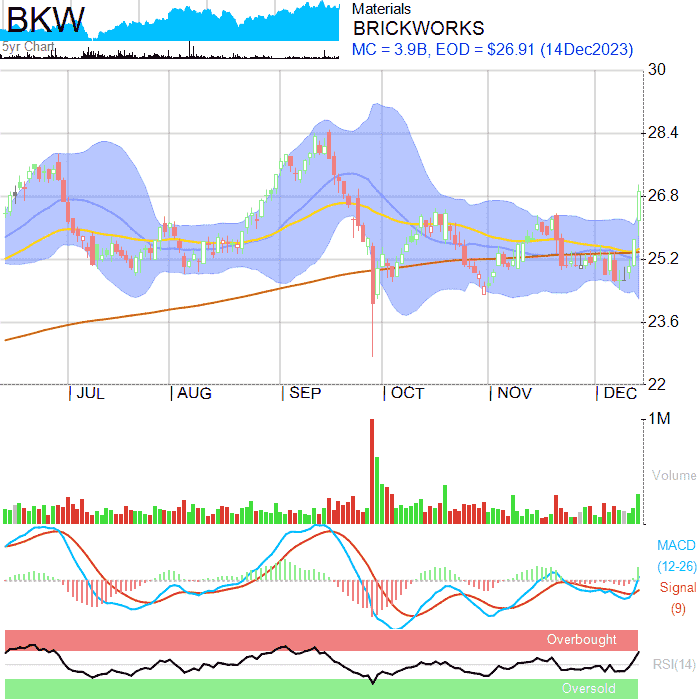 BKW
5yr Chart
Materials
BRICKWORKS
MC = 3.9B, EOD = $26.91 (14Dec2023)
30
28.4
26.8
25.2
23.6
22
JUL AUG SEP OCT NOV DEC
1M
Volume
MACD
(12-26)
Signal
(9)
Overbought
RSI(14)
Oversold